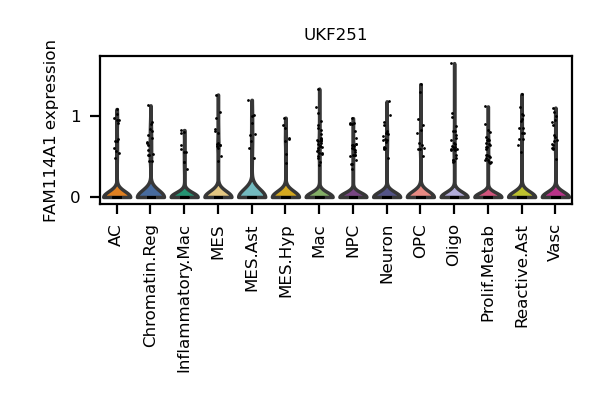 UKF251
FAM114A1 expression
1
0
AC
Chromatin.Reg
Inflammatory.Mac
MES
MES.Ast
MES.Hyp
Mac
NPC
Neuron
OPC
Oligo
Prolif.Metab
Reactive.Ast
Vasc